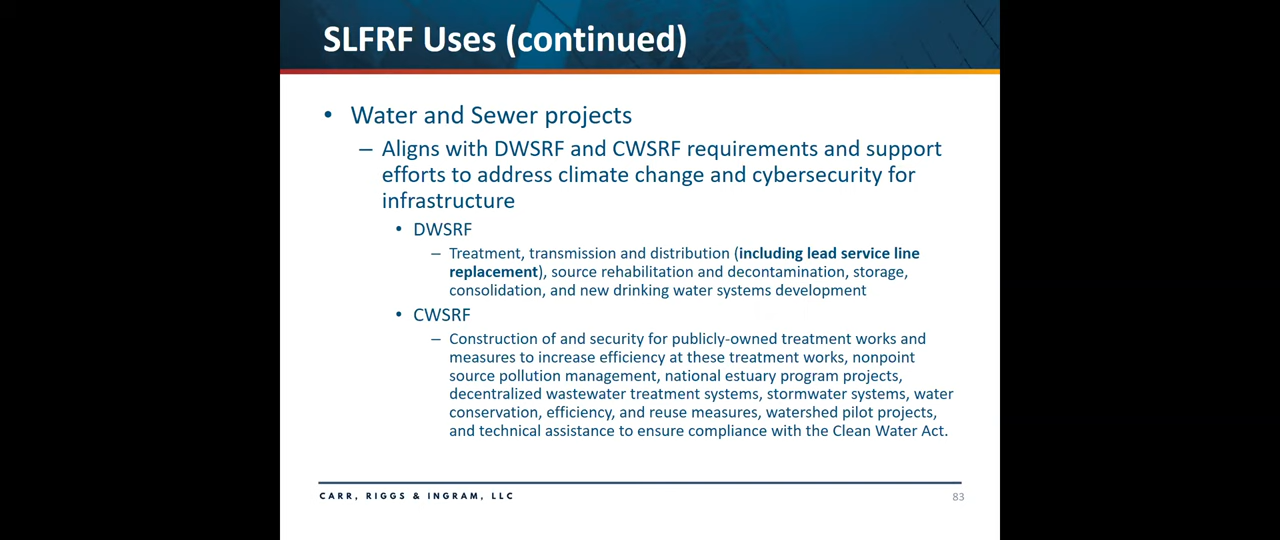 SLFRF Uses (continued)
• Water and Sewer projects
– Aligns with DWSRF and CWSRF requirements and support
efforts to address climate change and cybersecurity for
infrastructure
• DWSRF
– Treatment, transmission and distribution (including lead service line
replacement), source rehabilitation and decontamination, storage,
consolidation, and new drinking water systems development
• CWSRF
– Construction of and security for publicly-owned treatment works and
measures to increase efficiency at these treatment works, nonpoint
source pollution management, national estuary program projects,
decentralized wastewater treatment systems, stormwater systems, water
conservation, efficiency, and reuse measures, watershed pilot projects,
and technical assistance to ensure compliance with the Clean Water Act.
CARR, RIGGS & INGRAM, LLC
83